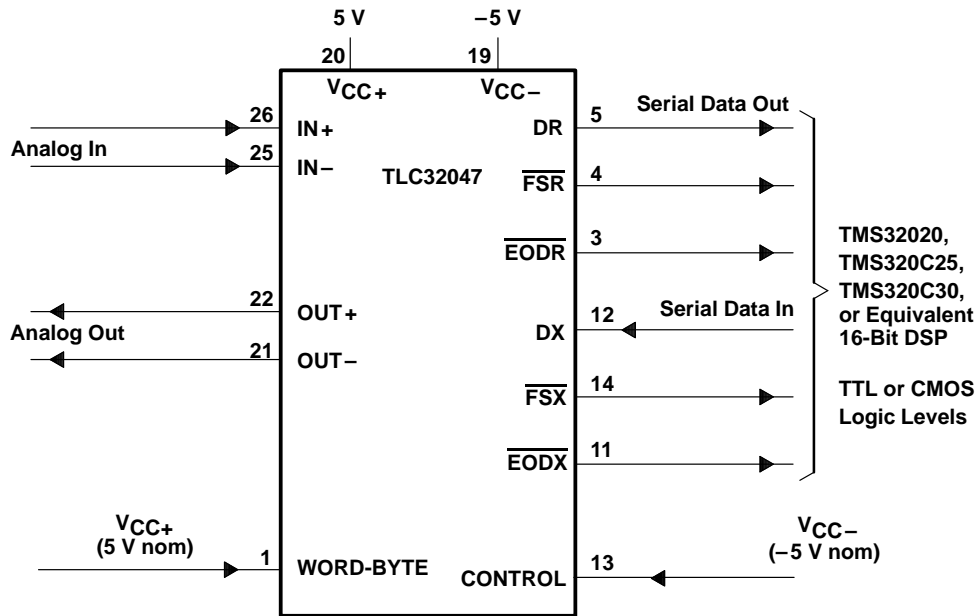 5 V
−5 V
20
19
VCC+
VCC−
26
IN+
Analog In
25
IN−
TLC32047
DR
5
Serial Data Out
FSR
4
EODR
3
22
OUT+
Analog Out
21
OUT−
DX
12
Serial Data In
FSX
14
EODX
11
TMS32020,
TMS320C25,
TMS320C30,
or Equivalent
16-Bit DSP
TTL or CMOS
Logic Levels
VCC+
(5 V nom)
1
WORD-BYTE
CONTROL
13
VCC−
(−5 V nom)